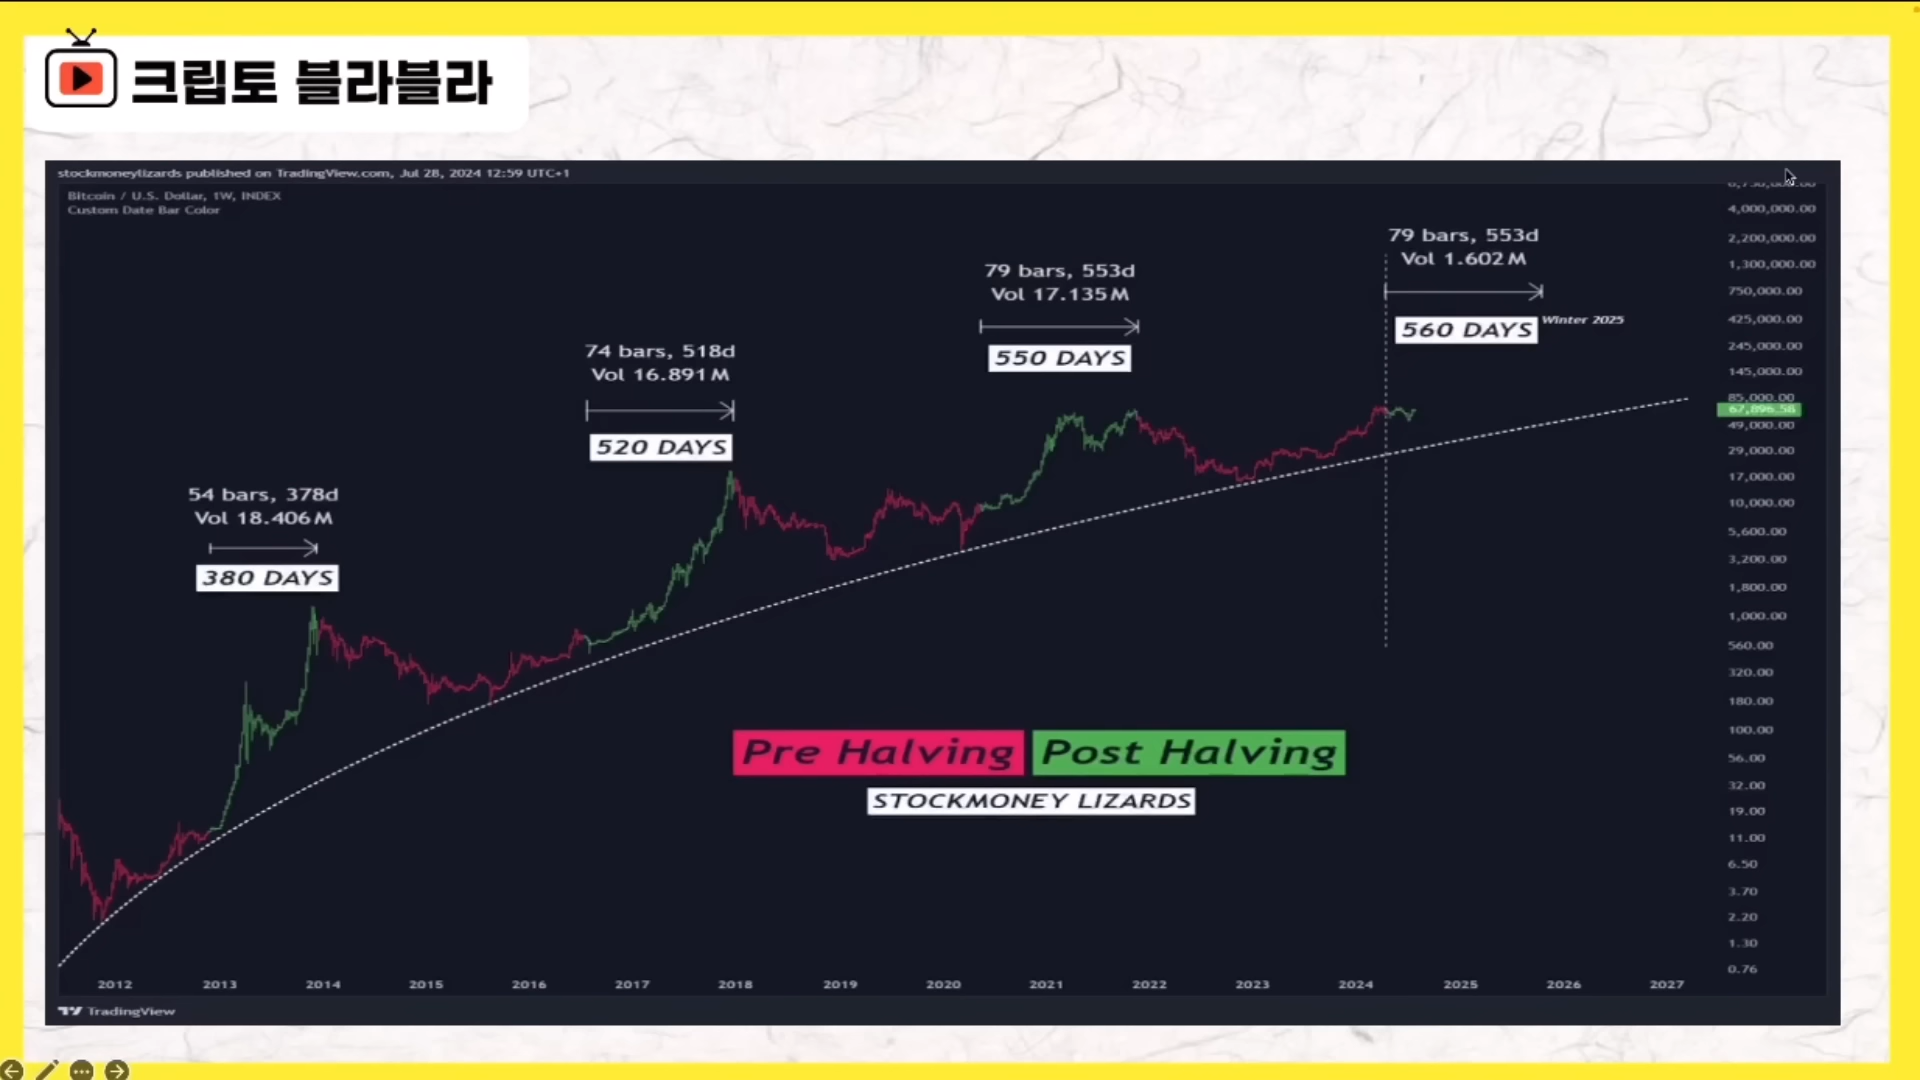 크립토 블라블라
stockmoneylizards published on TradingView.com, Jul 28, 2024 12:59 UTC+1
Bitcoin / U.S. Dollar, 1W, INDEX
Custom Date Bar Color
79 bars, 553d
Vol 1.602M
560 DAYS
Winter 2025
79 bars, 553d
Vol 17.135M
550 DAYS
74 bars, 518d
Vol 16.891M
520 DAYS
54 bars, 378d
Vol 18.406M
380 DAYS
Pre Halving
Post Halving
STOCKMONEY LIZARDS
4,000,000.00
2,200,000.00
1,300,000.00
750,000.00
425,000.00
245,000.00
145,000.00
85,000.00
67,896.58
49,000.00
29,000.00
17,000.00
10,000.00
5,600.00
3,200.00
1,800.00
1,000.00
560.00
320.00
180.00
100.00
56.00
32.00
19.00
11.00
6.50
3.70
2.20
1.30
0.76
2012 2013 2014 2015 2016 2017 2018 2019 2020 2021 2022 2023 2024 2025 2026 2027
TradingView